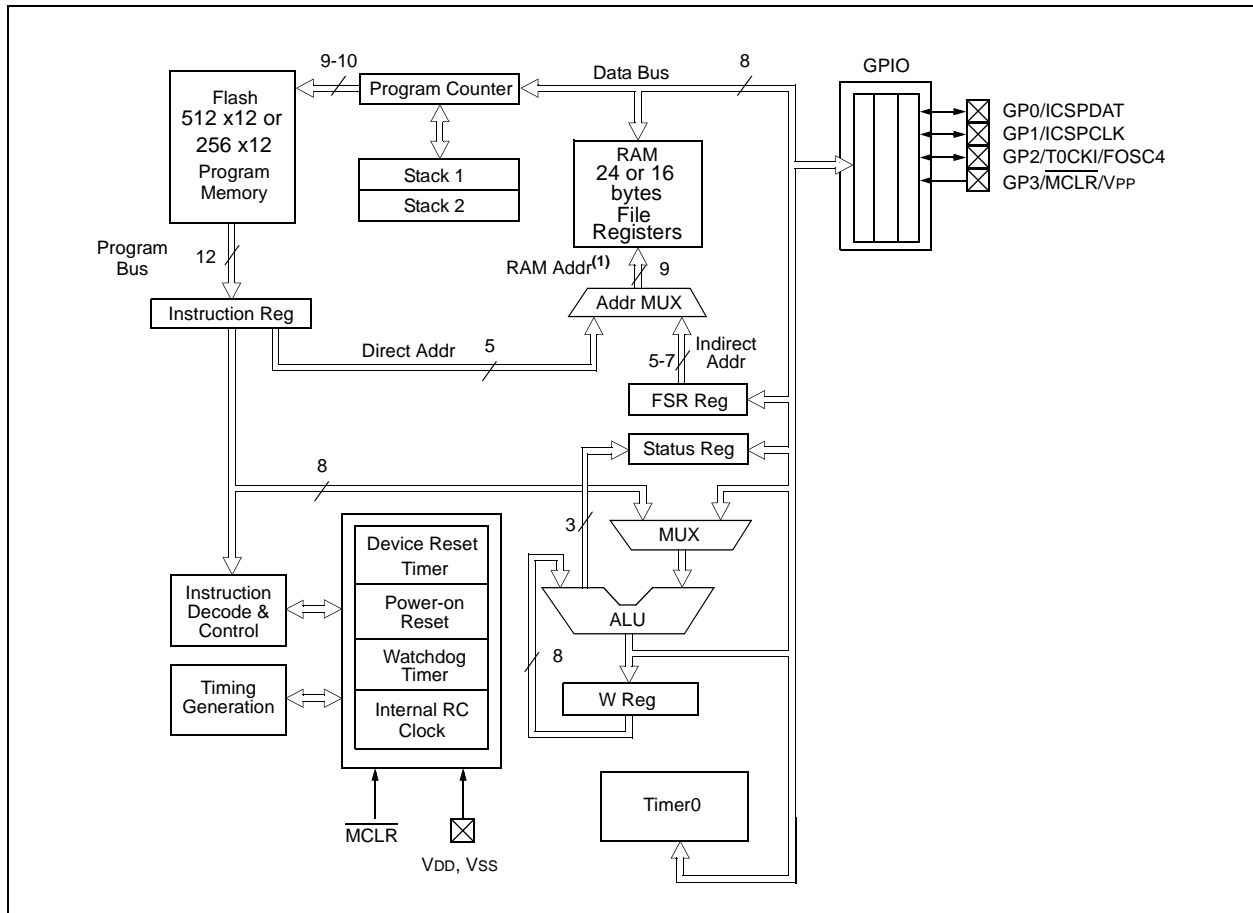 9-10
Data Bus
8
GPIO
Flash
512 x12 or
256 x12
Program
Memory
Program Counter
Stack 1
Stack 2
RAM
24 or 16
bytes
File
Registers
GP0/ICSPDAT
GP1/ICSPCLK
GP2/T0CKI/FOSC4
GP3/MCLR/VPP
Program
Bus
12
RAM Addr(1)
9
Instruction Reg
Addr MUX
Direct Addr
5
5-7
Indirect
Addr
FSR Reg
Status Reg
8
3
MUX
Device Reset
Timer
Power-on
Reset
Watchdog
Timer
Internal RC
Clock
Instruction
Decode &
Control
Timing
Generation
ALU
8
W Reg
Timer0
MCLR
VDD, VSS